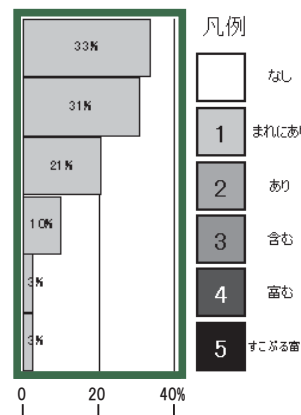 凡例
33%
31%
21%
10%
3%
3%
なし
1 まれにあ
2 あり
3 含む
4 富む
5 すこぶる富
0 20 40%